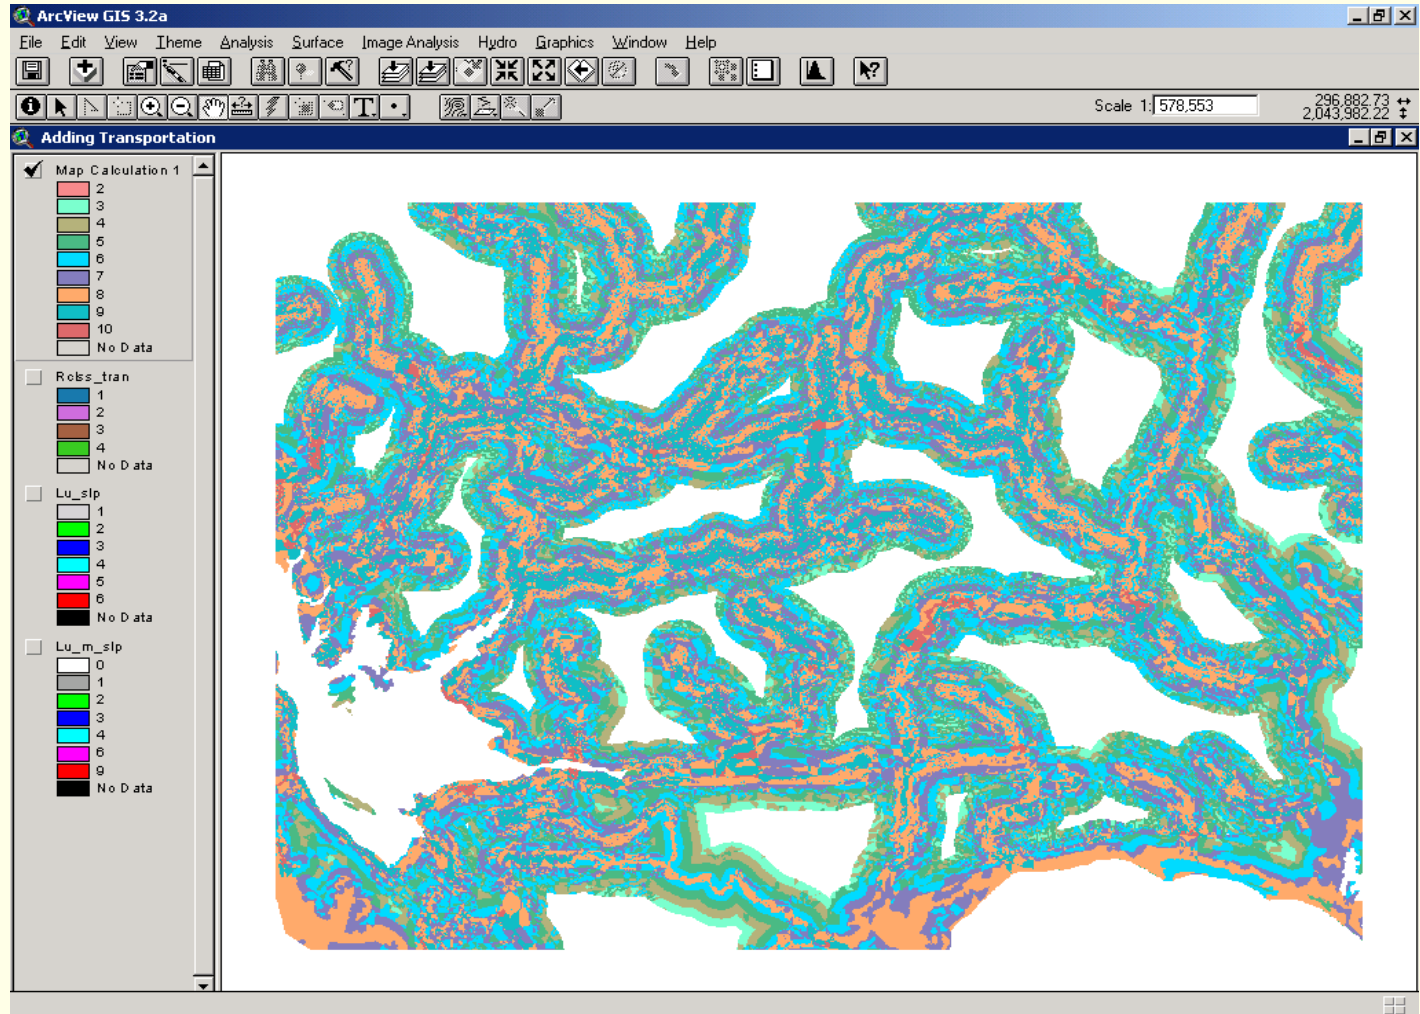 ArcView GIS 3.2a
File Edit View Theme Analysis Surface Image Analysis Hydro Graphics Window Help
Scale 1: 578,553
296,882.73
2,043,982.22
Adding Transportation
Map Calculation 1
2
3
4
5
6
7
8
9
10
No Data
Rclss_tran
1
2
3
4
No Data
Lu_slp
1
2
3
4
5
6
No Data
Lu_m_slp
0
1
2
3
4
6
9
No Data